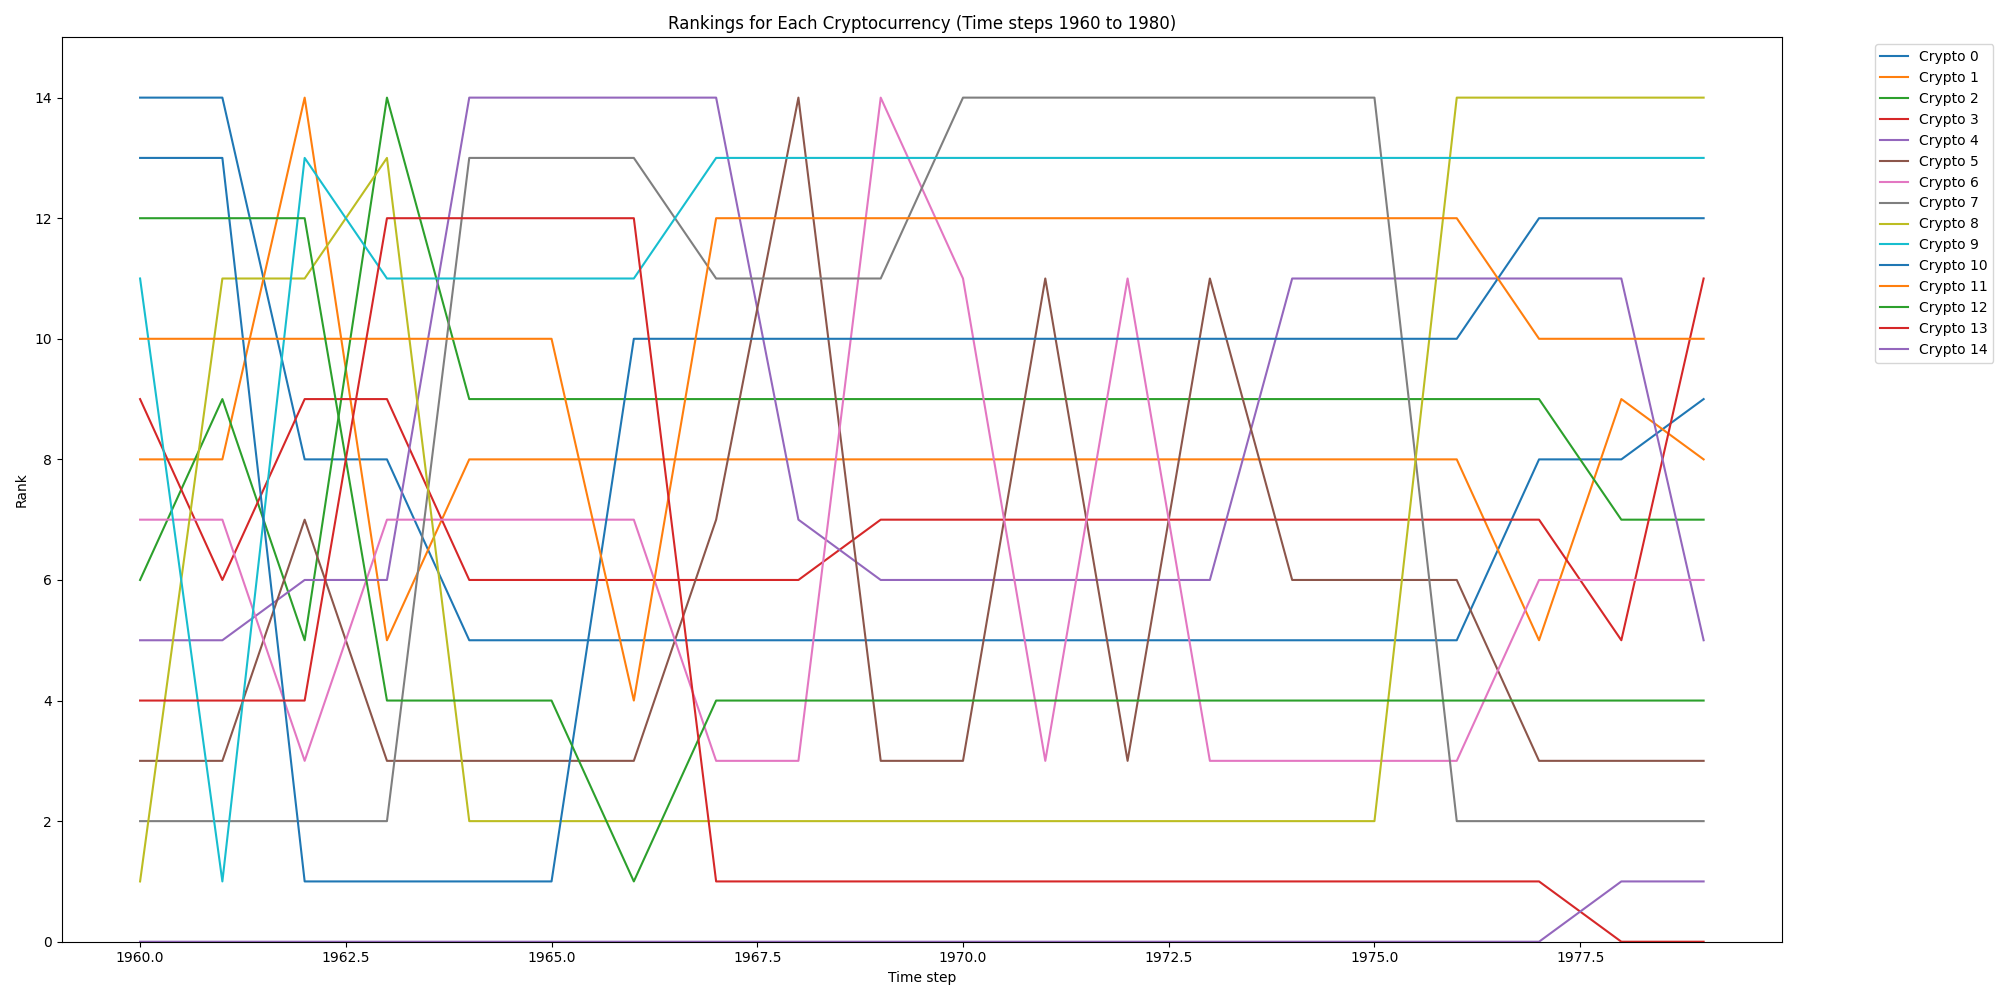 Rankings for Each Cryptocurrency (Time steps 1960 to 1980)
Rank
14
12
10
8
6
4
2
0
1960.0 1962.5 1965.0 1967.5 1970.0 1972.5 1975.0 1977.5
Time step
Crypto 0
Crypto 1
Crypto 2
Crypto 3
Crypto 4
Crypto 5
Crypto 6
Crypto 7
Crypto 8
Crypto 9
Crypto 10
Crypto 11
Crypto 12
Crypto 13
Crypto 14